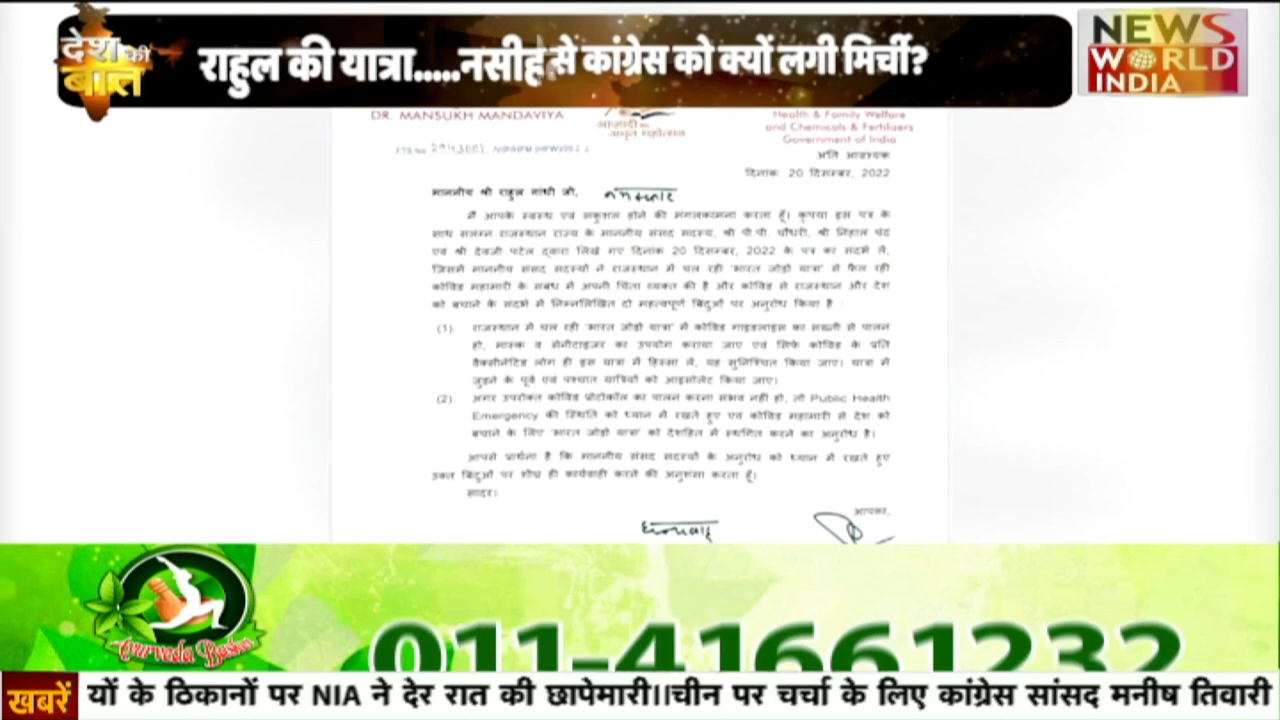 देश की
बात
राहुल की यात्रा.....नसीह से कांग्रेस को क्यों लगी मिर्ची?
NEWS
WORLD
INDIA
DR. MANSUKH MANDAVIYA
आज़ादी का
अमृत महोत्सव
Health & Family Welfare
and Chemicals & Fertilizers
Government of India
अति आवश्यक
दिनांक: 20 दिसम्बर, 2022
माननीय श्री राहुल गांधी जी, नमस्कार
मैं आपके स्वस्थ एवं सकुशल होने की मंगलकामना करता हूँ। कृपया इस पत्र के
साथ संलग्न राजस्थान राज्य के माननीय संसद सदस्य, श्री पी.पी. चौधरी, श्री निहाल चंद
एवं श्री देवजी पटेल द्वारा लिखे गए दिनांक 20 दिसम्बर, 2022 के पत्र का संदर्भ लें,
जिसमें माननीय संसद सदस्यों ने राजस्थान में चल रही 'भारत जोड़ो यात्रा' से फैल रही
कोविड महामारी के संबंध में अपनी चिंता व्यक्त की है और कोविड से राजस्थान और देश
को बचाने के संदर्भ में निम्नलिखित दो महत्वपूर्ण बिंदुओं पर अनुरोध किया है :
(1). राजस्थान में चल रही 'भारत जोड़ो यात्रा' में कोविड गाइडलाइंस का सख्ती से पालन
हो, मास्क व सेनीटाइजर का उपयोग कराया जाए एवं सिर्फ कोविड के प्रति
वैक्सीनेटिड लोग ही इस यात्रा में हिस्सा लें, यह सुनिश्चित किया जाए। यात्रा में
जुड़ने के पूर्व एवं पश्चात यात्रियों को आइसोलेट किया जाए।
(2). अगर उपरोक्त कोविड प्रोटोकॉल का पालन करना संभव नहीं हो, तो Public Health
Emergency की स्थिति को ध्यान में रखते हुए एवं कोविड महामारी से देश को
बचाने के लिए 'भारत जोड़ो यात्रा' को देशहित में स्थगित करने का अनुरोध है।
आपसे प्रार्थना है कि माननीय संसद सदस्यों के अनुरोध को ध्यान में रखते हुए
उक्त बिंदुओं पर शीघ्र ही कार्यवाही करने की अनुशंसा करता हूँ।
सादर।
आपका,
धन्यवाद
Ayurveda
011-41661232
खबरें यों के ठिकानों पर NIA ने देर रात की छापेमारी।।चीन पर चर्चा के लिए कांग्रेस सांसद मनीष तिवारी